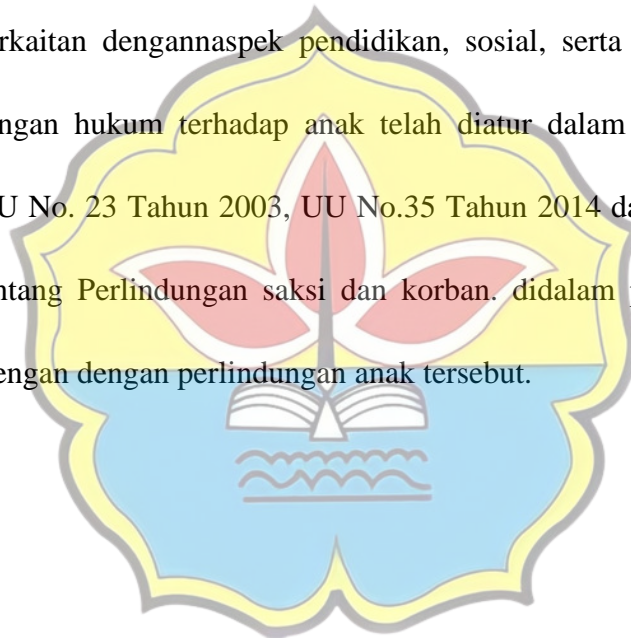 rkaitan dengannaspek pendidikan, sosial, serta
ngan hukum terhadap anak telah diatur dalam
U No. 23 Tahun 2003, UU No.35 Tahun 2014 da
ntang Perlindungan saksi dan korban. didalam p
engan dengan perlindungan anak tersebut.